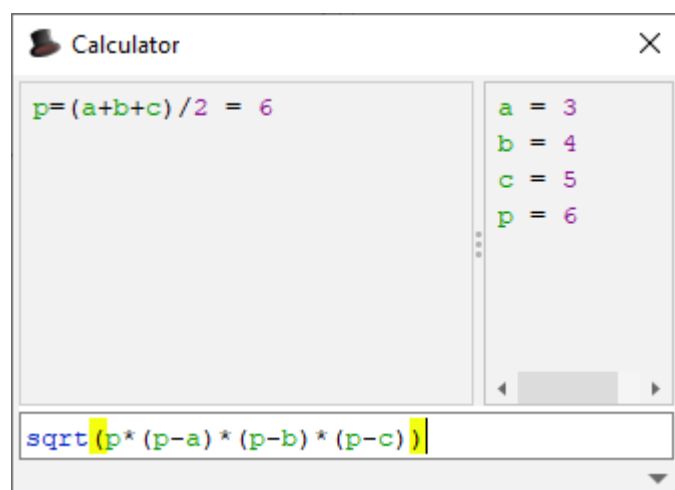 Calculator
p=(a+b+c)/2 = 6
a = 3
b = 4
c = 5
p = 6
sqrt(p*(p-a)*(p-b)*(p-c))